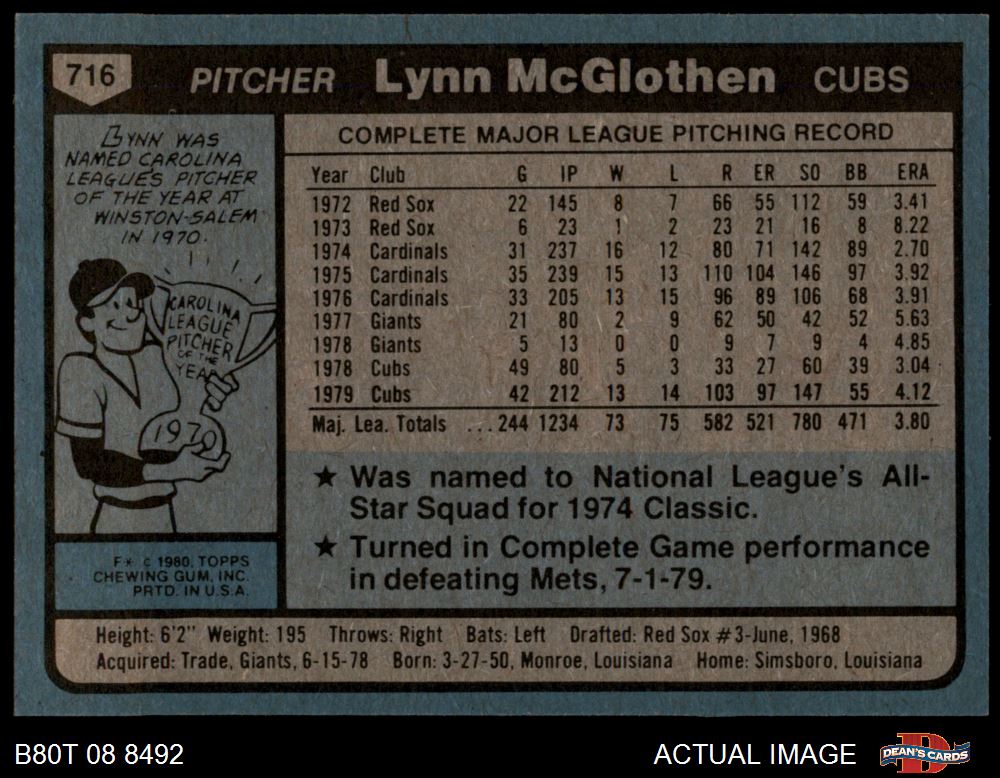 716 PITCHER Lynn McGlothen CUBS
LYNN WAS
NAMED CAROLINA
LEAGUE'S PITCHER
OF THE YEAR AT
WINSTON-SALEM
IN 1970.
CAROLINA
LEAGUE
PITCHER
OF THE
YEAR
1970
F* © 1980, TOPPS
CHEWING GUM, INC.
PRTD. IN U.S.A.
COMPLETE MAJOR LEAGUE PITCHING RECORD
Year Club G IP W L R ER SO BB ERA
1972 Red Sox 22 145 8 7 66 55 112 59 3.41
1973 Red Sox 6 23 1 2 23 21 16 8 8.22
1974 Cardinals 31 237 16 12 80 71 142 89 2.70
1975 Cardinals 35 239 15 13 110 104 146 97 3.92
1976 Cardinals 33 205 13 15 96 89 106 68 3.91
1977 Giants 21 80 2 9 62 50 42 52 5.63
1978 Giants 5 13 0 0 9 7 9 4 4.85
1978 Cubs 49 80 5 3 33 27 60 39 3.04
1979 Cubs 42 212 13 14 103 97 147 55 4.12
Maj. Lea. Totals ...244 1234 73 75 582 521 780 471 3.80
★ Was named to National League's All-
Star Squad for 1974 Classic.
★ Turned in Complete Game performance
in defeating Mets, 7-1-79.
Height: 6'2" Weight: 195 Throws: Right Bats: Left Drafted: Red Sox #3-June, 1968
Acquired: Trade, Giants, 6-15-78 Born: 3-27-50, Monroe, Louisiana Home: Simsboro, Louisiana
B80T 08 8492 ACTUAL IMAGE DEAN'S CARDS